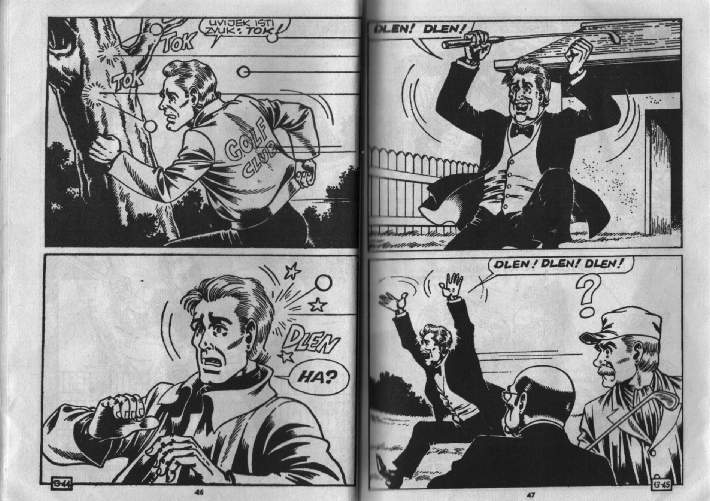 TOK
UVIJEK ISTI
ZVUK: TOK!
TOK
TOK
GOLF
CLUB
DLEN
HA?
G-44
46
DLEN! DLEN!
DLEN! DLEN! DLEN!
?
G-45
47